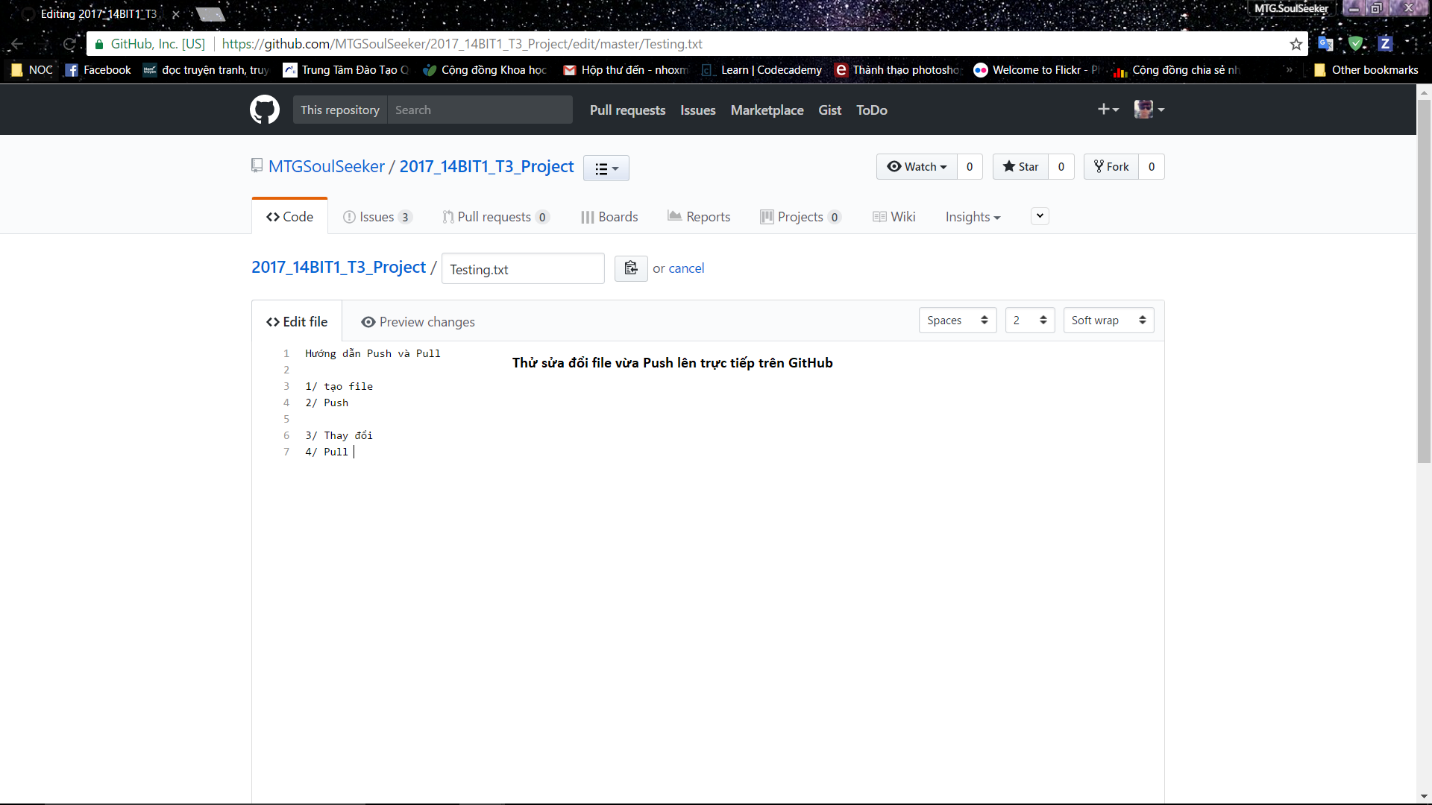 Editing 2017_14BIT1_T3
MTG.SoulSeeker
GitHub, Inc. [US] https://github.com/MTGSoulSeeker/2017_14BIT1_T3_Project/edit/master/Testing.txt
NOC Facebook đọc truyện tranh, truy Trung Tâm Đào Tạo Q Cộng đồng Khoa học Hộp thư đến - nhoxm Learn | Codecademy Thành thạo photosho Welcome to Flickr - Ph Cộng đồng chia sẻ nh » Other bookmarks
This repository Search Pull requests Issues Marketplace Gist ToDo
MTGSoulSeeker / 2017_14BIT1_T3_Project Watch 0 Star 0 Fork 0
Code Issues 3 Pull requests 0 Boards Reports Projects 0 Wiki Insights
2017_14BIT1_T3_Project / Testing.txt or cancel
Edit file Preview changes Spaces 2 Soft wrap
1 Hướng dẫn Push và Pull
Thử sửa đổi file vừa Push lên trực tiếp trên GitHub
2
3 1/ tạo file
4 2/ Push
5
6 3/ Thay đổi
7 4/ Pull